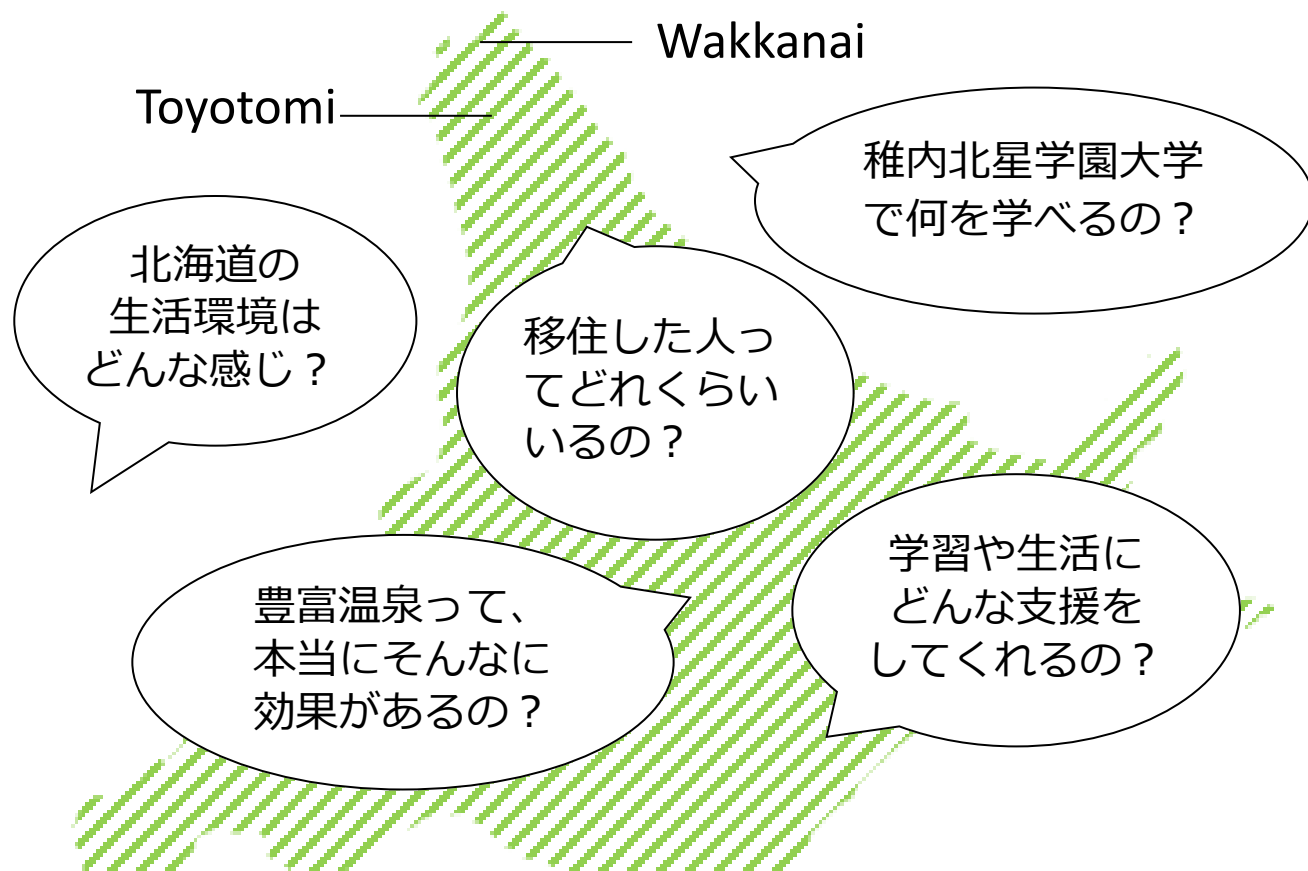 Wakkanai
Toyotomi
稚内北星学園大学
で何を学べるの？
北海道の
生活環境は
どんな感じ？
移住した人っ
てどれくらい
いるの？
学習や生活に
どんな支援を
してくれるの？
豊富温泉って、
本当にそんなに
効果があるの？